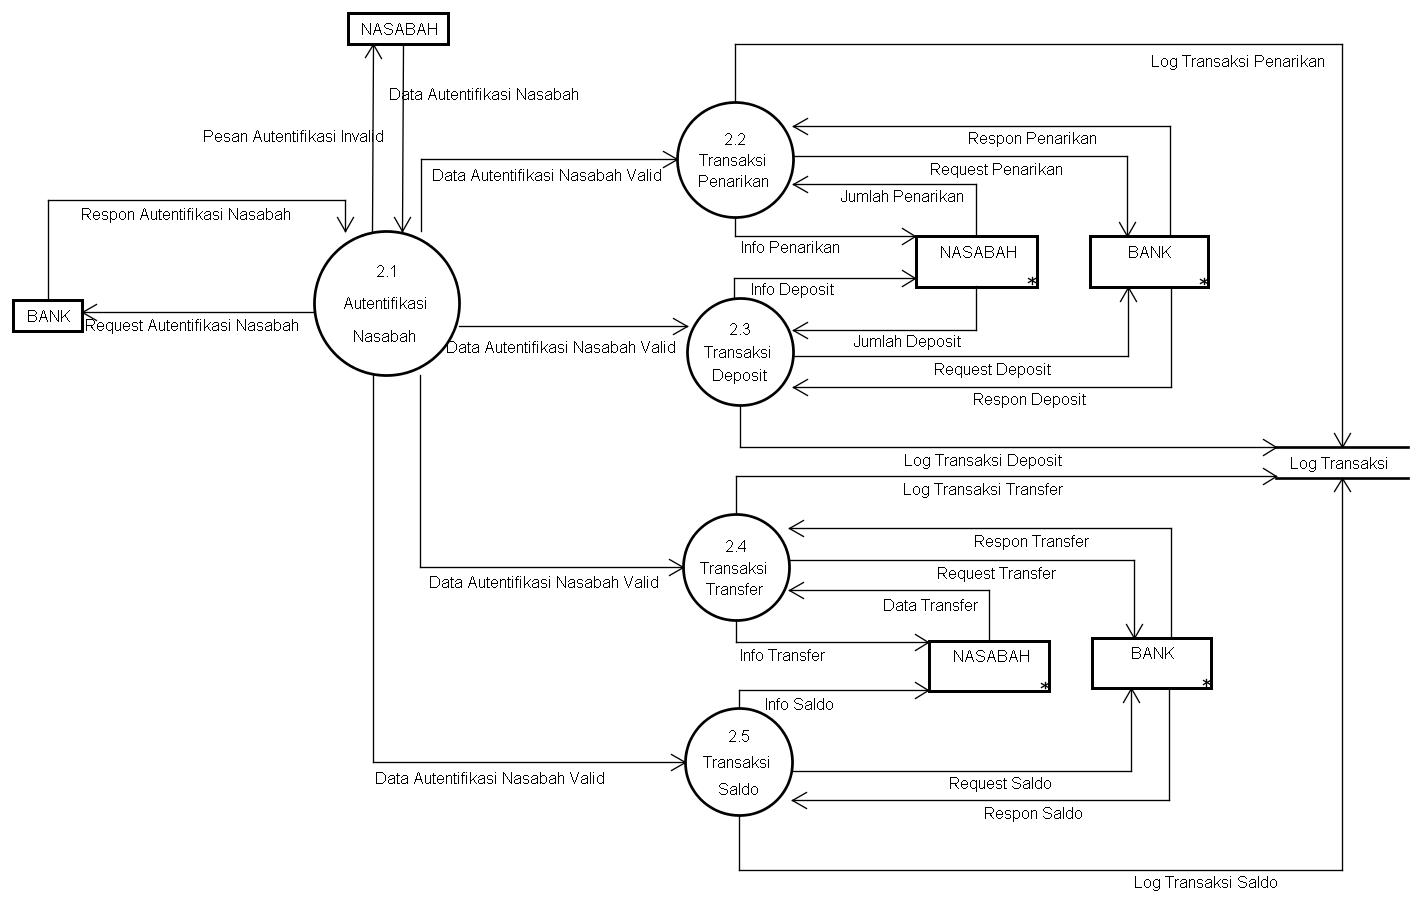 NASABAH
Log Transaksi Penarikan
Data Autentifikasi Nasabah
Pesan Autentifikasi Invalid
2.2
Transaksi
Penarikan
Respon Penarikan
Request Penarikan
Data Autentifikasi Nasabah Valid
Jumlah Penarikan
Respon Autentifikasi Nasabah
Info Penarikan
NASABAH
*
BANK
*
2.1
Autentifikasi
Nasabah
Info Deposit
BANK
Request Autentifikasi Nasabah
2.3
Transaksi
Deposit
Data Autentifikasi Nasabah Valid
Jumlah Deposit
Request Deposit
Respon Deposit
Log Transaksi Deposit
Log Transaksi
Log Transaksi Transfer
2.4
Transaksi
Transfer
Respon Transfer
Request Transfer
Data Autentifikasi Nasabah Valid
Data Transfer
Info Transfer
NASABAH
*
BANK
*
Info Saldo
2.5
Transaksi
Saldo
Data Autentifikasi Nasabah Valid
Request Saldo
Respon Saldo
Log Transaksi Saldo